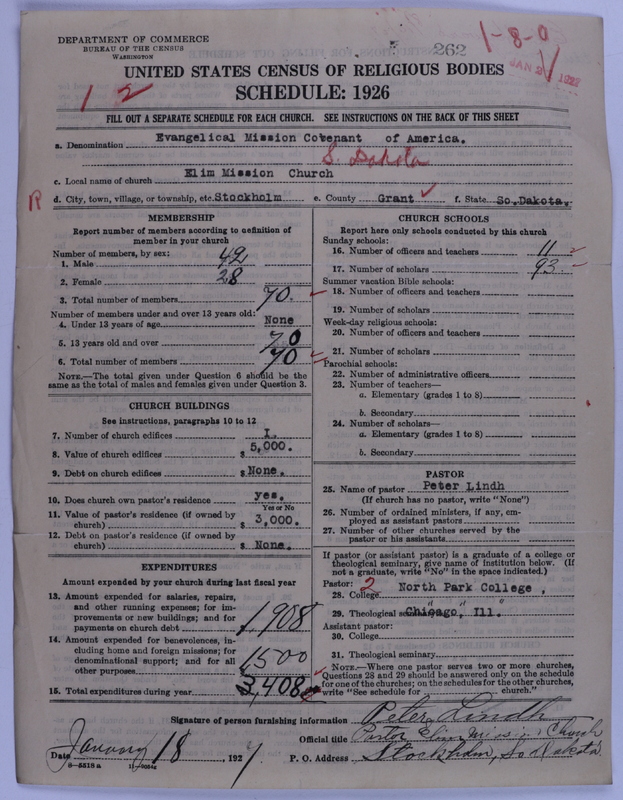 DEPARTMENT OF COMMERCE
BUREAU OF THE CENSUS
WASHINGTON
262
1-8-0
JAN 2
UNITED STATES CENSUS OF RELIGIOUS BODIES
1 2
SCHEDULE: 1926
FILL OUT A SEPARATE SCHEDULE FOR EACH CHURCH. SEE INSTRUCTIONS ON THE BACK OF THIS SHEET
a. Denomination Evangelical Mission Covenant of America.
S. Dakota
c. Local name of church Elim Mission Church
R d. City, town, village, or township, etc. Stockholm e. County Grant f. State So. Dakota.
MEMBERSHIP
Report number of members according to definition of
member in your church
Number of members, by sex:
1. Male 42
2. Female 28
3. Total number of members 70.
Number of members under and over 13 years old:
4. Under 13 years of age None
5. 13 years old and over 70
6. Total number of members 70
NOTE.—The total given under Question 6 should be the
same as the total of males and females given under Question 3.
CHURCH BUILDINGS
See instructions, paragraphs 10 to 12
7. Number of church edifices I.
8. Value of church edifices $ 5,000.
9. Debt on church edifices $ None.
10. Does church own pastor's residence yes.
Yes or No
11. Value of pastor's residence (if owned by
church) $ 3,000.
12. Debt on pastor's residence (if owned by
church) $ None.
EXPENDITURES
Amount expended by your church during last fiscal year
13. Amount expended for salaries, repairs,
and other running expenses; for im-
provements or new buildings; and for
payments on church debt $ 1,908
14. Amount expended for benevolences, in-
cluding home and foreign missions; for
denominational support; and for all
other purposes $ 1500
15. Total expenditures during year $ 3,408
CHURCH SCHOOLS
Report here only schools conducted by this church
Sunday schools:
16. Number of officers and teachers 11
17. Number of scholars 93
Summer vacation Bible schools:
18. Number of officers and teachers
19. Number of scholars
Week-day religious schools:
20. Number of officers and teachers
21. Number of scholars
Parochial schools:
22. Number of administrative officers
23. Number of teachers—
a. Elementary (grades 1 to 8)
b. Secondary
24. Number of scholars—
a. Elementary (grades 1 to 8)
b. Secondary
PASTOR
25. Name of pastor Peter Lindh
(If church has no pastor, write "None")
26. Number of ordained ministers, if any, em-
ployed as assistant pastors
27. Number of other churches served by the
pastor or his assistants
If pastor (or assistant pastor) is a graduate of a college or
theological seminary, give name of institution below. (If
not a graduate, write "No" in the space indicated.)
Pastor: 2
28. College North Park College,
29. Theological seminary Chicago, Ill.
Assistant pastor:
30. College
31. Theological seminary
NOTE.—Where one pastor serves two or more churches,
Questions 28 and 29 should be answered only on the schedule
for one of the churches; on the schedules for the other churches,
write "See schedule for church."
Signature of person furnishing information Peter Lindh
Official title Pastor Elim Mission Church
Date January 18, 1927 P. O. Address Stockholm, So Dakota